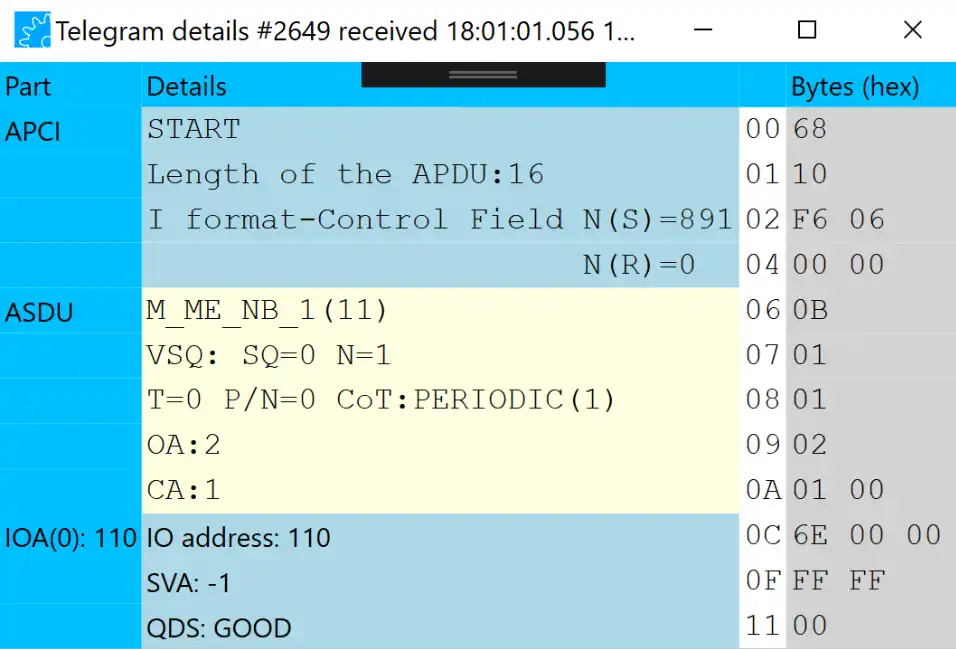 Telegram details #2649 received 18:01:01.056 1...
Part Details Bytes (hex)
APCI START 00 68
Length of the APDU:16 01 10
I format-Control Field N(S)=891 02 F6 06
N(R)=0 04 00 00
ASDU M_ME_NB_1(11) 06 0B
VSQ: SQ=0 N=1 07 01
T=0 P/N=0 CoT:PERIODIC(1) 08 01
OA:2 09 02
CA:1 0A 01 00
IOA(0): 110 IO address: 110 0C 6E 00 00
SVA: -1 0F FF FF
QDS: GOOD 11 00